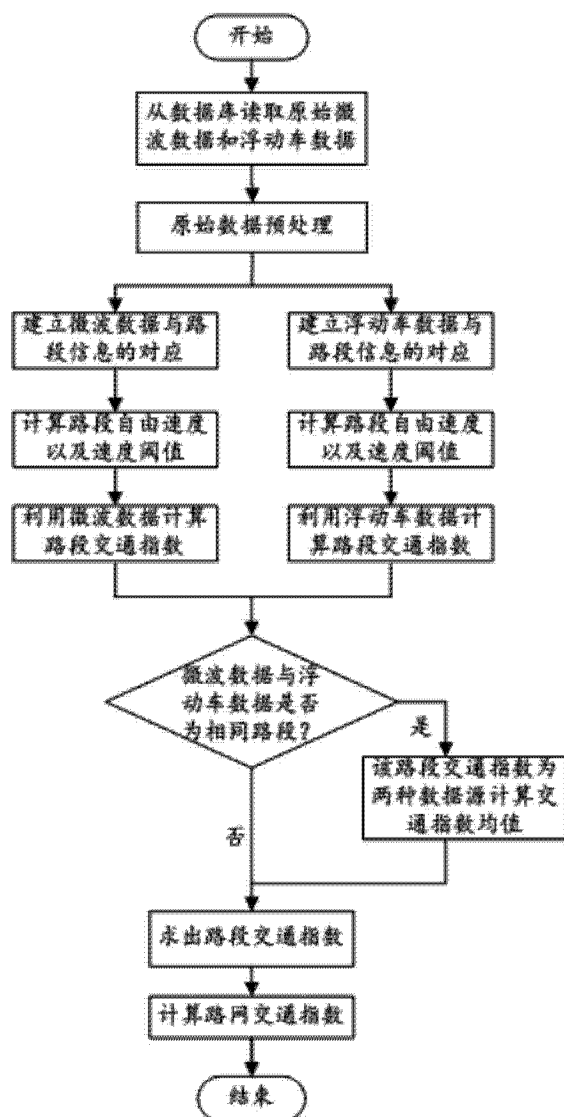 开始
从数据库读取原始微
波数据和浮动车数据
原始数据预处理
建立微波数据与路
段信息的对应
建立浮动车数据与
路段信息的对应
计算路段自由速度
以及速度阈值
计算路段自由速度
以及速度阈值
利用微波数据计算
路段交通指数
利用浮动车数据计
算路段交通指数
微波数据与浮
动车数据是否
为相同路段？
是
该路段交通指数为
两种数据源计算交
通指数均值
否
求出路段交通指数
计算路网交通指数
结束